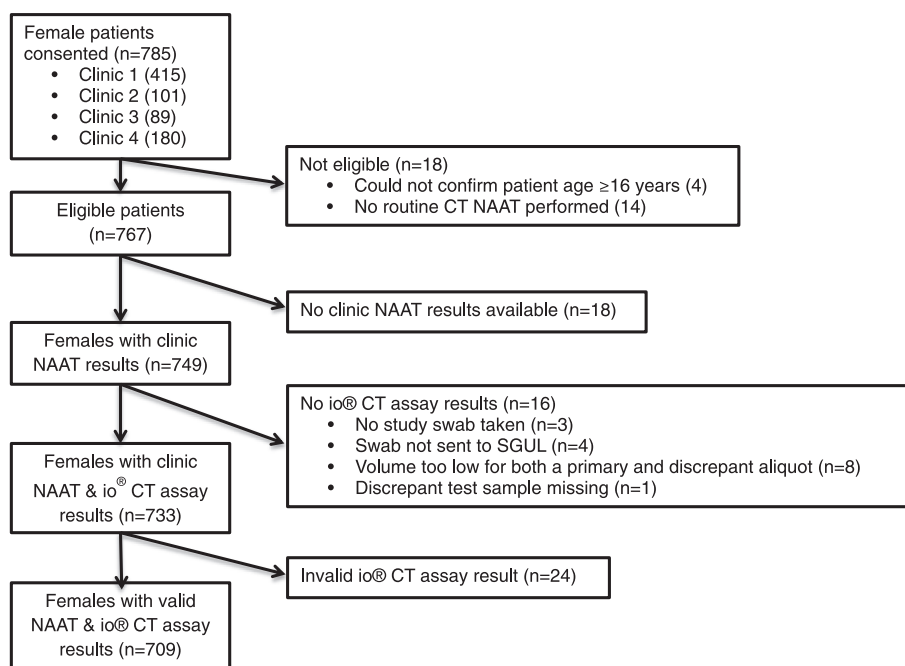 Female patients
consented (n=785)
• Clinic 1 (415)
• Clinic 2 (101)
• Clinic 3 (89)
• Clinic 4 (180)
Not eligible (n=18)
• Could not confirm patient age ≥16 years (4)
• No routine CT NAAT performed (14)
Eligible patients
(n=767)
No clinic NAAT results available (n=18)
Females with clinic
NAAT results (n=749)
No io® CT assay results (n=16)
• No study swab taken (n=3)
• Swab not sent to SGUL (n=4)
• Volume too low for both a primary and discrepant aliquot (n=8)
• Discrepant test sample missing (n=1)
Females with clinic
NAAT & io® CT assay
results (n=733)
Invalid io® CT assay result (n=24)
Females with valid
NAAT & io® CT assay
results (n=709)